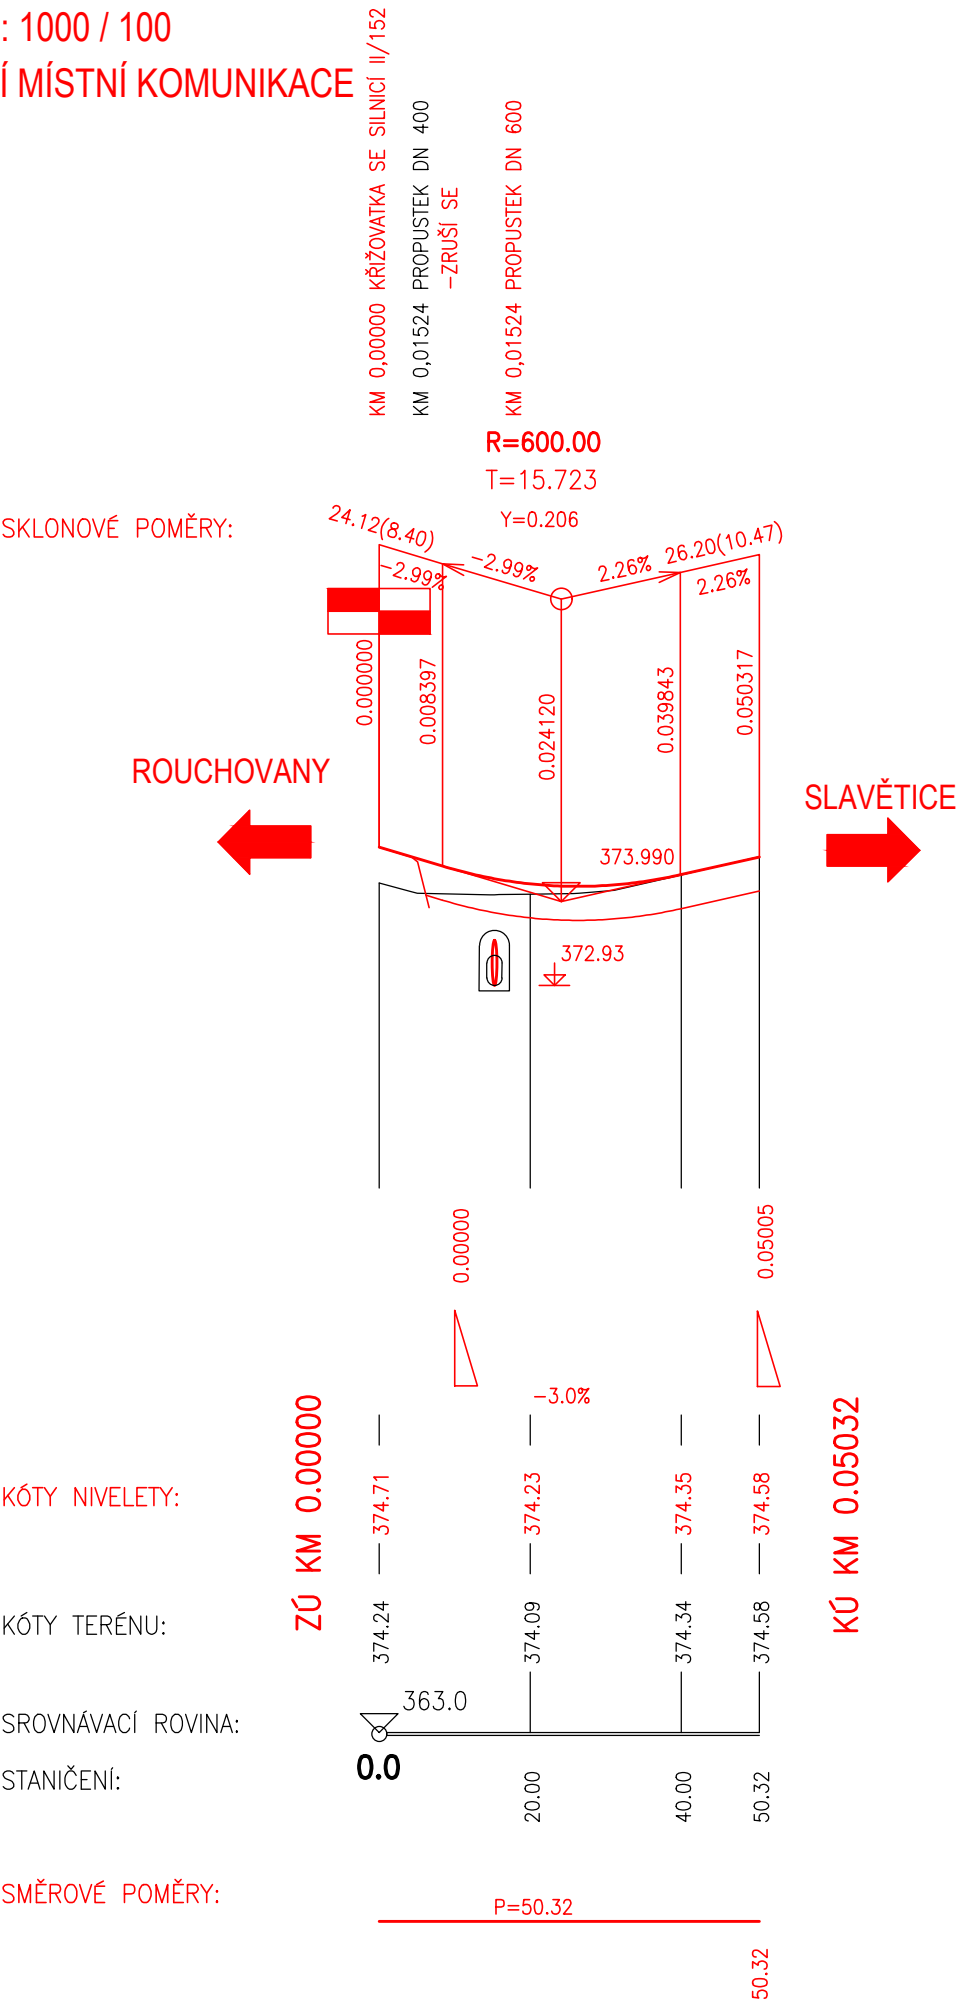 : 1000 / 100
Í MÍSTNÍ KOMUNIKACE
KM 0,00000 KŘIŽOVATKA SE SILNICÍ II/152
KM 0,01524 PROPUSTEK DN 400
-ZRUŠÍ SE
KM 0,01524 PROPUSTEK DN 600
R=600.00
T=15.723
Y=0.206
SKLONOVÉ POMĚRY:
24.12(8.40)
-2.99%
-2.99%
2.26%
26.20(10.47)
2.26%
0.000000
0.008397
0.024120
0.039843
0.050317
ROUCHOVANY
SLAVĚTICE
373.990
372.93
0.00000
0.05005
-3.0%
ZÚ KM 0.00000
KÚ KM 0.05032
KÓTY NIVELETY:
374.71
374.23
374.35
374.58
KÓTY TERÉNU:
374.24
374.09
374.34
374.58
SROVNÁVACÍ ROVINA:
363.0
0.0
STANIČENÍ:
20.00
40.00
50.32
SMĚROVÉ POMĚRY:
P=50.32
50.32